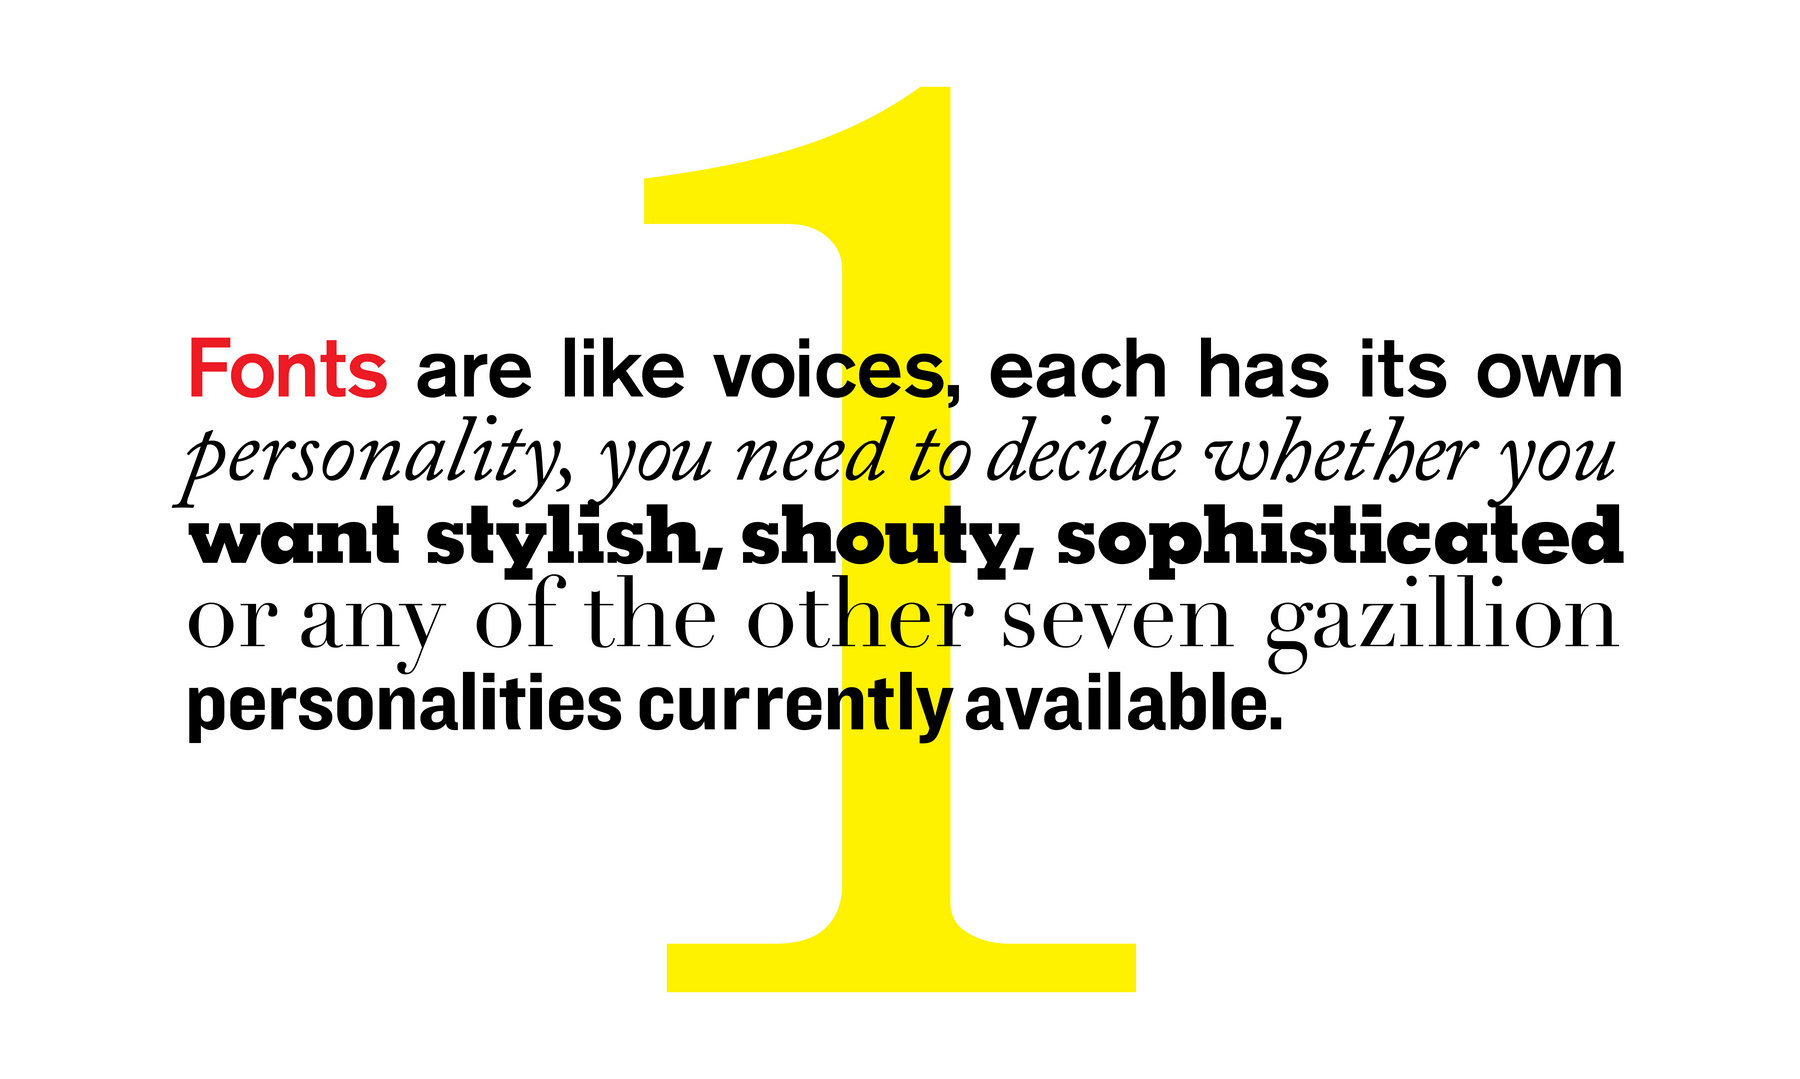 1
Fonts are like voices, each has its own
personality, you need to decide whether you
want stylish, shouty, sophisticated
or any of the other seven gazillion
personalities currently available.